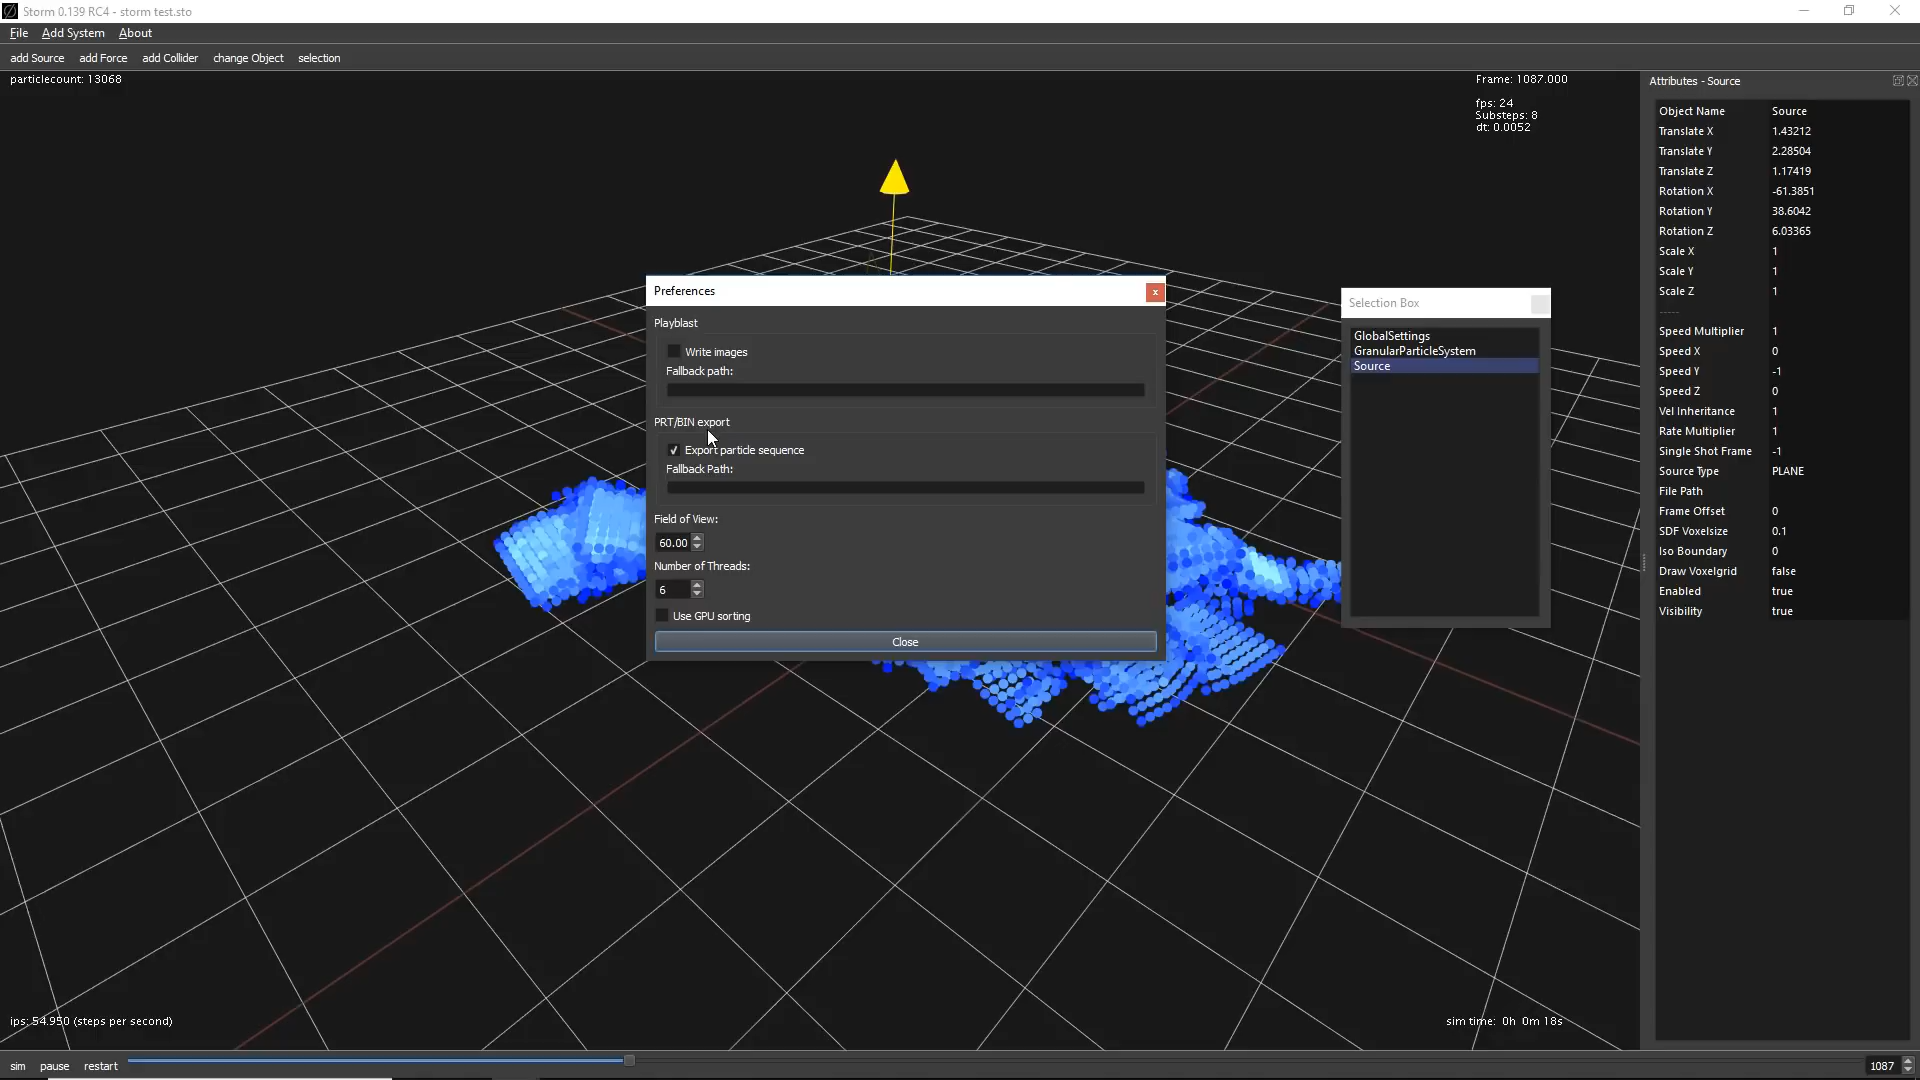 Storm 0.139 RC4 - storm test.sto
File Add System About
add Source add Force add Collider change Object selection
particlecount: 13068
Frame: 1087.000
fps: 24
Substeps: 8
dt: 0.0052
Preferences
Playblast
Write images
Fallback path:
PRT/BIN export
Export particle sequence
Fallback Path:
Field of View:
60.00
Number of Threads:
6
Use GPU sorting
Close
Selection Box
GlobalSettings
GranularParticleSystem
Source
Attributes - Source
Object Name Source
Translate X 1.43212
Translate Y 2.28504
Translate Z 1.17419
Rotation X -61.3851
Rotation Y 38.6042
Rotation Z 6.03365
Scale X 1
Scale Y 1
Scale Z 1
-----
Speed Multiplier 1
Speed X 0
Speed Y -1
Speed Z 0
Vel Inheritance 1
Rate Multiplier 1
Single Shot Frame -1
Source Type PLANE
File Path
Frame Offset 0
SDF Voxelsize 0.1
Iso Boundary 0
Draw Voxelgrid false
Enabled true
Visibility true
ips: 54.950 (steps per second)
sim time: 0h 0m 18s
sim pause restart 1087